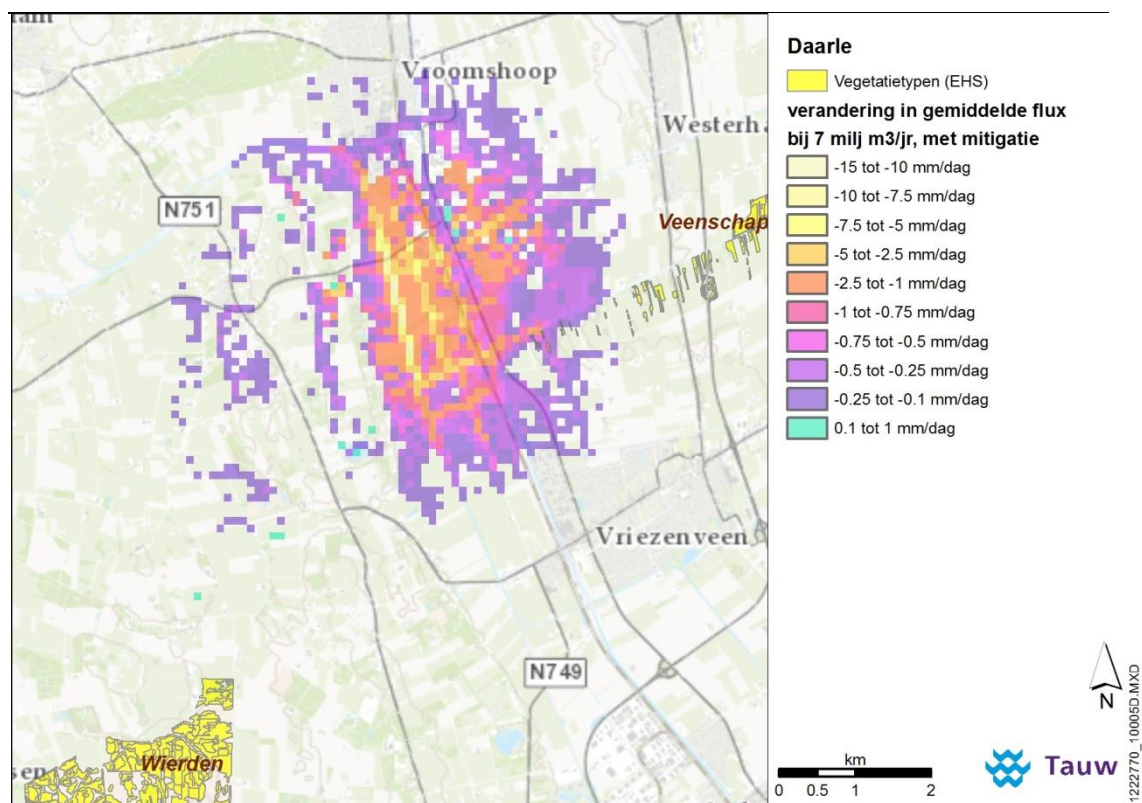 ham
Vroomshoop
Westerha
N751
Veenschap
Vriezenveen
N749
Wierden
sen
Daarle
Vegetatietypen (EHS)
verandering in gemiddelde flux
bij 7 milj m3/jr, met mitigatie
-15 tot -10 mm/dag
-10 tot -7.5 mm/dag
-7.5 tot -5 mm/dag
-5 tot -2.5 mm/dag
-2.5 tot -1 mm/dag
-1 tot -0.75 mm/dag
-0.75 tot -0.5 mm/dag
-0.5 tot -0.25 mm/dag
-0.25 tot -0.1 mm/dag
0.1 tot 1 mm/dag
N
km
0 0.5 1 2
Tauw
1222770_10005D.MXD